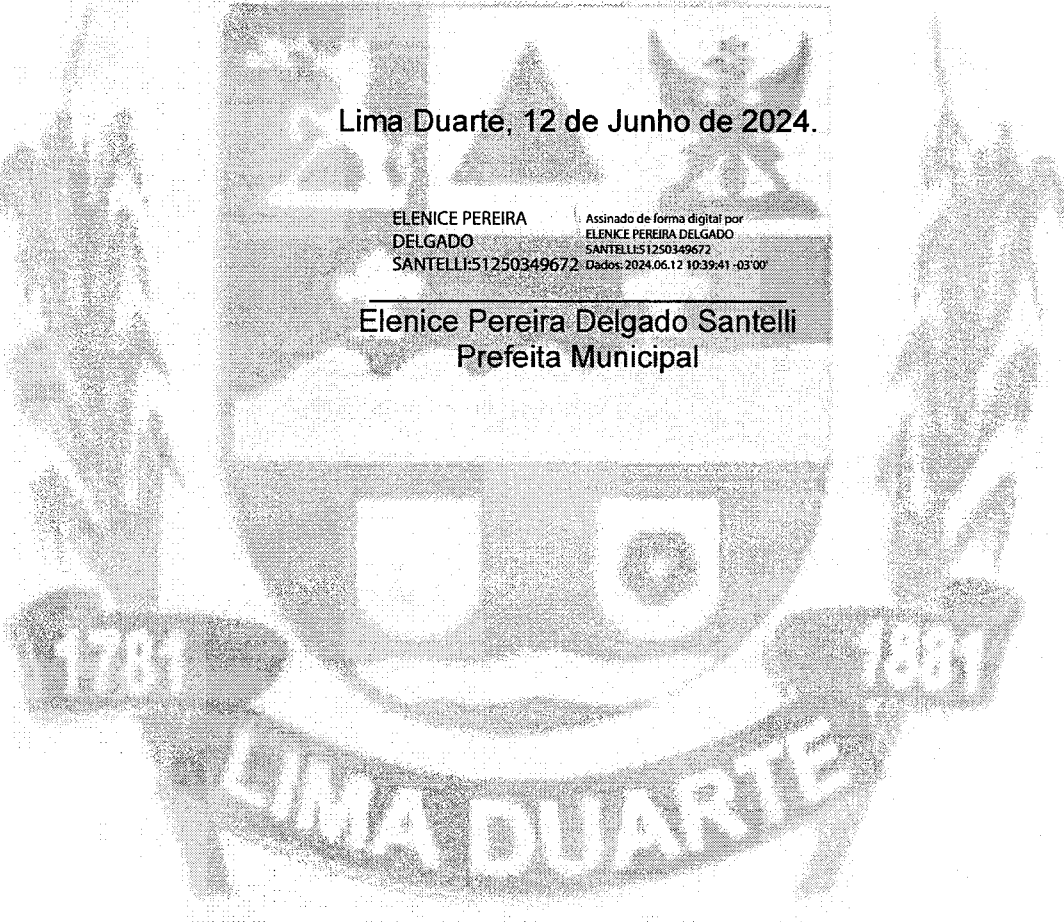 Lima Duarte, 12 de Junho de 2024.
ELENICE PEREIRA
DELGADO
SANTELLI:51250349672
Assinado de forma digital por
ELENICE PEREIRA DELGADO
SANTELLI:51250349672
Dados: 2024.06.12 10:39:41 -03'00'
Elenice Pereira Delgado Santelli
Prefeita Municipal
1781
1881
LIMA DUARTE